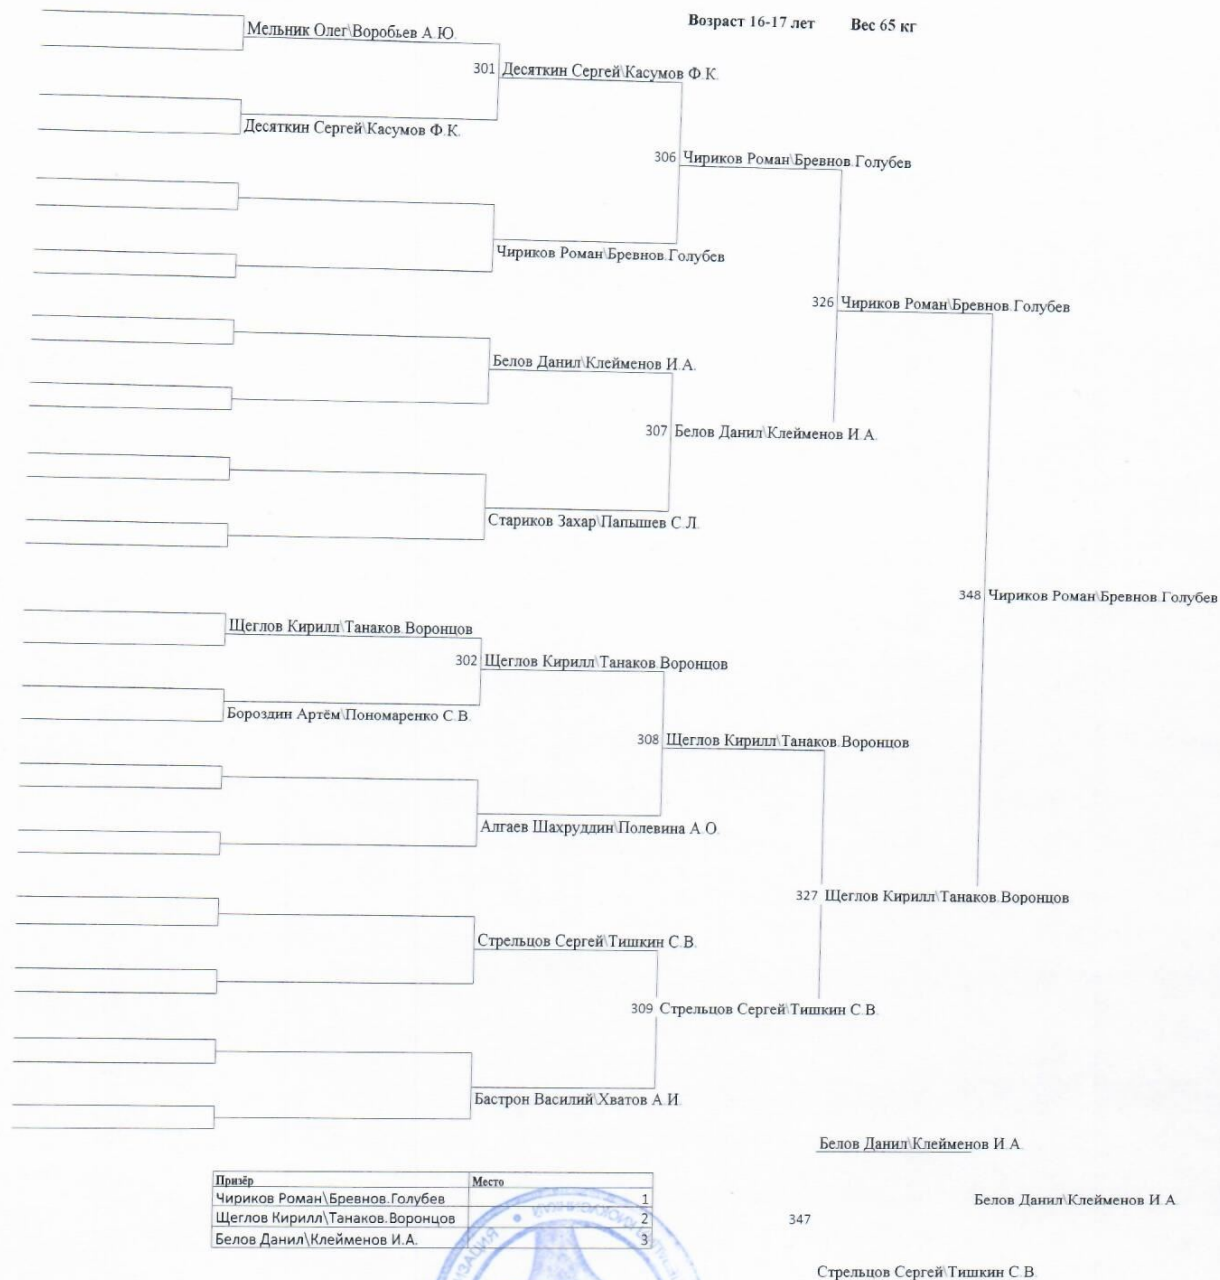 Возраст 16-17 лет Вес 65 кг
Мельник Олег\Воробьев А.Ю.
301 Десяткин Сергей\Касумов Ф.К.
Десяткин Сергей\Касумов Ф.К.
306 Чириков Роман\Бревнов.Голубев
Чириков Роман\Бревнов.Голубев
326 Чириков Роман\Бревнов.Голубев
Белов Данил\Клейменов И.А.
307 Белов Данил\Клейменов И.А.
Стариков Захар\Папышев С.Л.
348 Чириков Роман\Бревнов.Голубев
Щеглов Кирилл\Танаков.Воронцов
302 Щеглов Кирилл\Танаков.Воронцов
Бороздин Артём\Пономаренко С.В.
308 Щеглов Кирилл\Танаков.Воронцов
Алгаев Шахруддин\Полевина А.О.
327 Щеглов Кирилл\Танаков.Воронцов
Стрельцов Сергей\Тишкин С.В.
309 Стрельцов Сергей\Тишкин С.В.
Бастрон Василий\Хватов А.И.
Белов Данил\Клейменов И.А.
Призёр Место
Чириков Роман\Бревнов.Голубев 1
Белов Данил\Клейменов И.А.
Щеглов Кирилл\Танаков.Воронцов 2
347
Белов Данил\Клейменов И.А. 3
Стрельцов Сергей\Тишкин С.В.